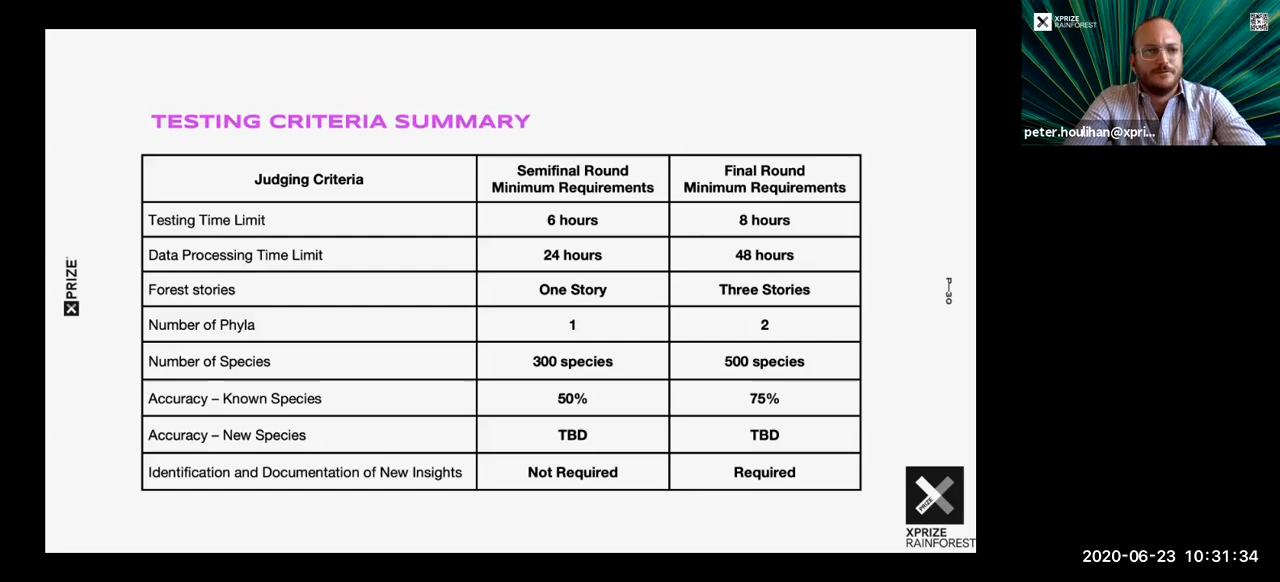 TESTING CRITERIA SUMMARY
Judging Criteria
Semifinal Round
Minimum Requirements
Final Round
Minimum Requirements
Testing Time Limit
6 hours
8 hours
Data Processing Time Limit
24 hours
48 hours
Forest stories
One Story
Three Stories
Number of Phyla
1
2
Number of Species
300 species
500 species
Accuracy – Known Species
50%
75%
Accuracy – New Species
TBD
TBD
Identification and Documentation of New Insights
Not Required
Required
XPRIZE
P—30
PRIZE
XPRIZE
RAINFOREST
XPRIZE
RAINFOREST
peter.houlihan@xpri...
2020-06-23 10:31:34